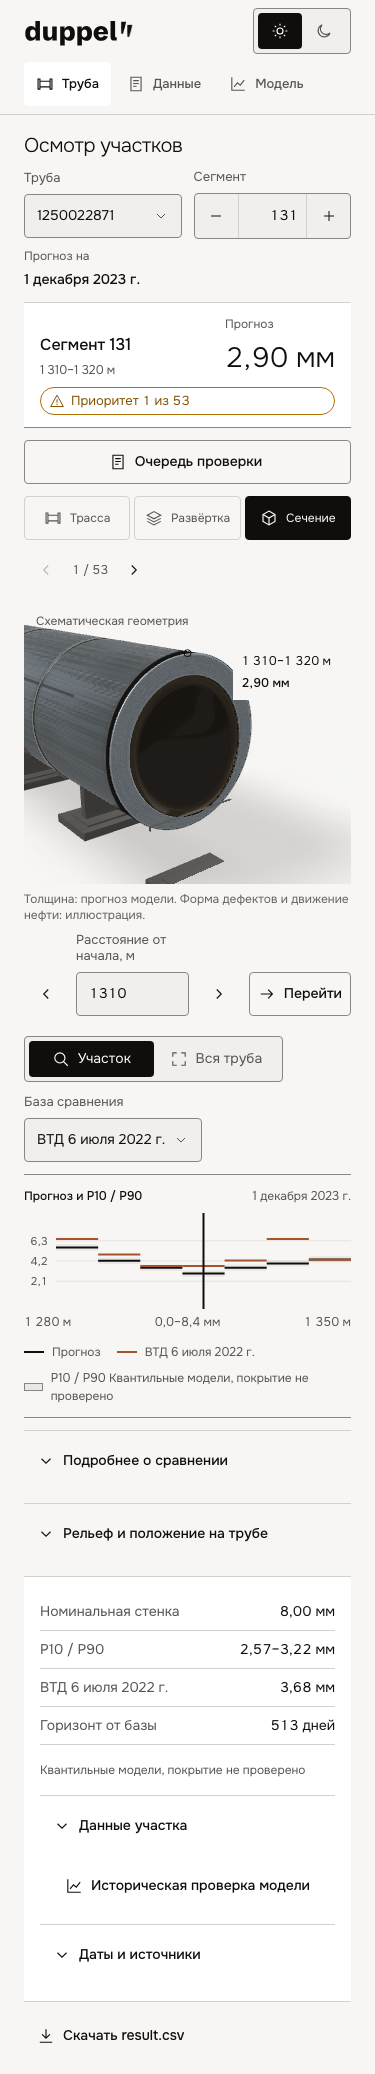 duppel
Труба
Данные
Модель
Осмотр участков
Труба
Сегмент
1250022871
131
Прогноз на
1 декабря 2023 г.
Прогноз
Сегмент 131
2,90 мм
1 310–1 320 м
Приоритет 1 из 53
Очередь проверки
Трасса
Развёртка
Сечение
1 / 53
Схематическая геометрия
1 310–1 320 м
2,90 мм
Толщина: прогноз модели. Форма дефектов и движение
нефти: иллюстрация.
Расстояние от
начала, м
1310
Перейти
Участок
Вся труба
База сравнения
ВТД 6 июля 2022 г.
Прогноз и P10 / P90
1 декабря 2023 г.
6,3
4,2
2,1
1 280 м
0,0–8,4 мм
1 350 м
Прогноз
ВТД 6 июля 2022 г.
P10 / P90 Квантильные модели, покрытие не
проверено
Подробнее о сравнении
Рельеф и положение на трубе
Номинальная стенка
8,00 мм
P10 / P90
2,57–3,22 мм
ВТД 6 июля 2022 г.
3,68 мм
Горизонт от базы
513 дней
Квантильные модели, покрытие не проверено
Данные участка
Историческая проверка модели
Даты и источники
Скачать result.csv